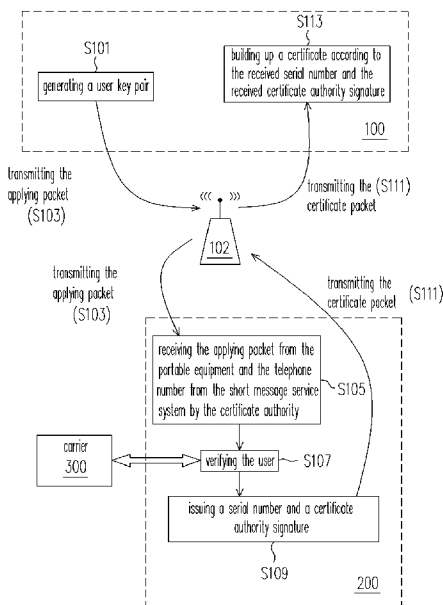 S101
generating a user key pair
S113
building up a certificate according to
the received serial number and the
received certificate authority signature
100
transmitting the
applying packet
(S103)
transmitting the (S111)
certificate packet
102
transmitting the
applying packet
(S103)
transmitting the
certificate packet (S111)
receiving the applying packet from the
portable equipment and the telephone
number from the short message service
system by the certificate authority
S105
carrier
300
verifying the user
S107
issuing a serial number and a certificate
authority signature
S109
200